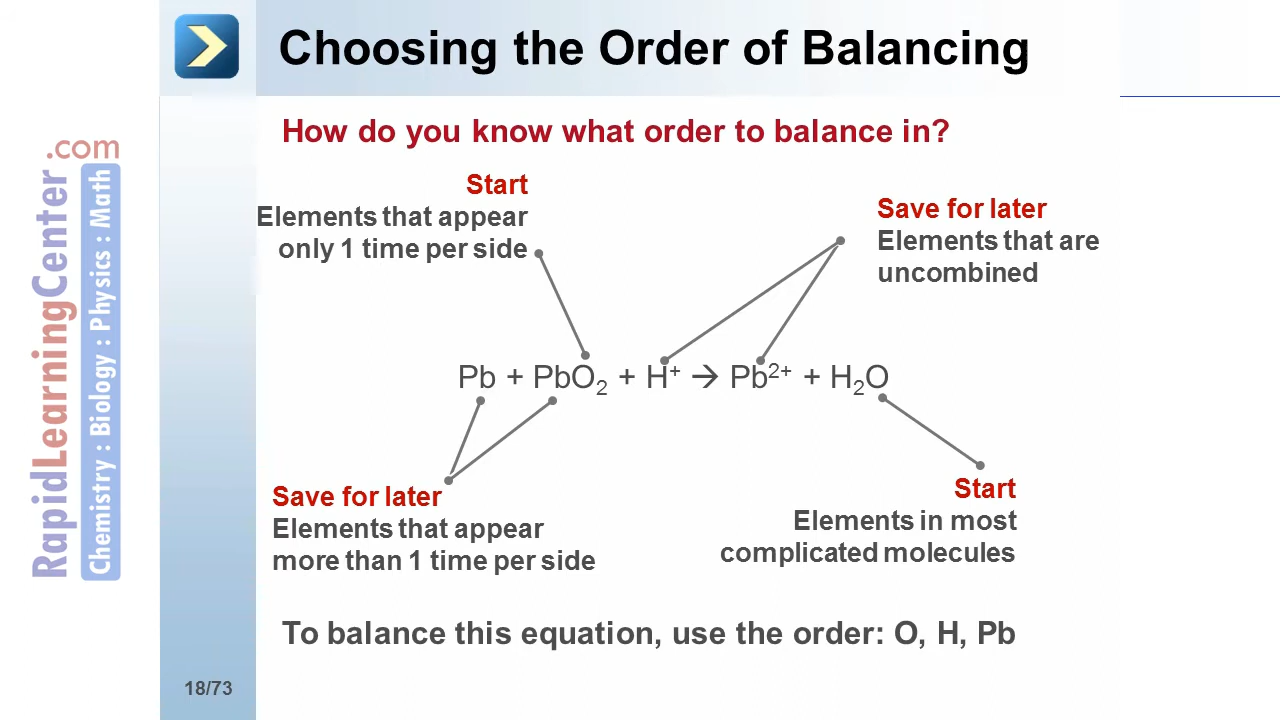 Choosing the Order of Balancing
How do you know what order to balance in?
Start
Elements that appear
only 1 time per side
Save for later
Elements that are
uncombined
Pb + PbO₂ + H⁺ → Pb²⁺ + H₂O
Save for later
Elements that appear
more than 1 time per side
Start
Elements in most
complicated molecules
To balance this equation, use the order: O, H, Pb
18/73
RapidLearningCenter.com
Chemistry : Biology : Physics : Math